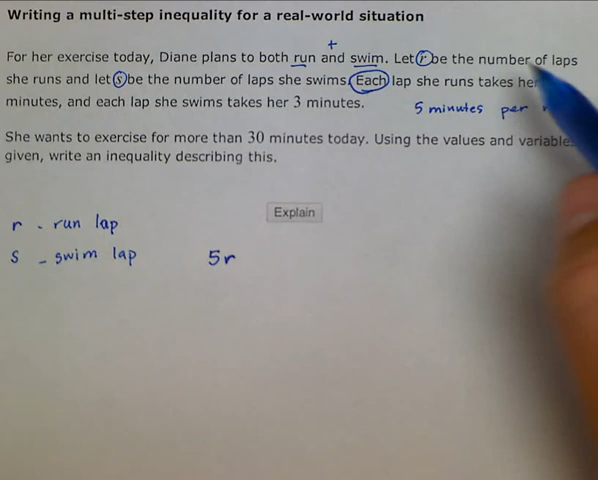 Writing a multi-step inequality for a real-world situation
+
For her exercise today, Diane plans to both run and swim. Let r be the number of laps
she runs and let s be the number of laps she swims. Each lap she runs takes her
minutes, and each lap she swims takes her 3 minutes.
5 minutes per
She wants to exercise for more than 30 minutes today. Using the values and variables
given, write an inequality describing this.
Explain
r - run lap
s - swim lap 5r